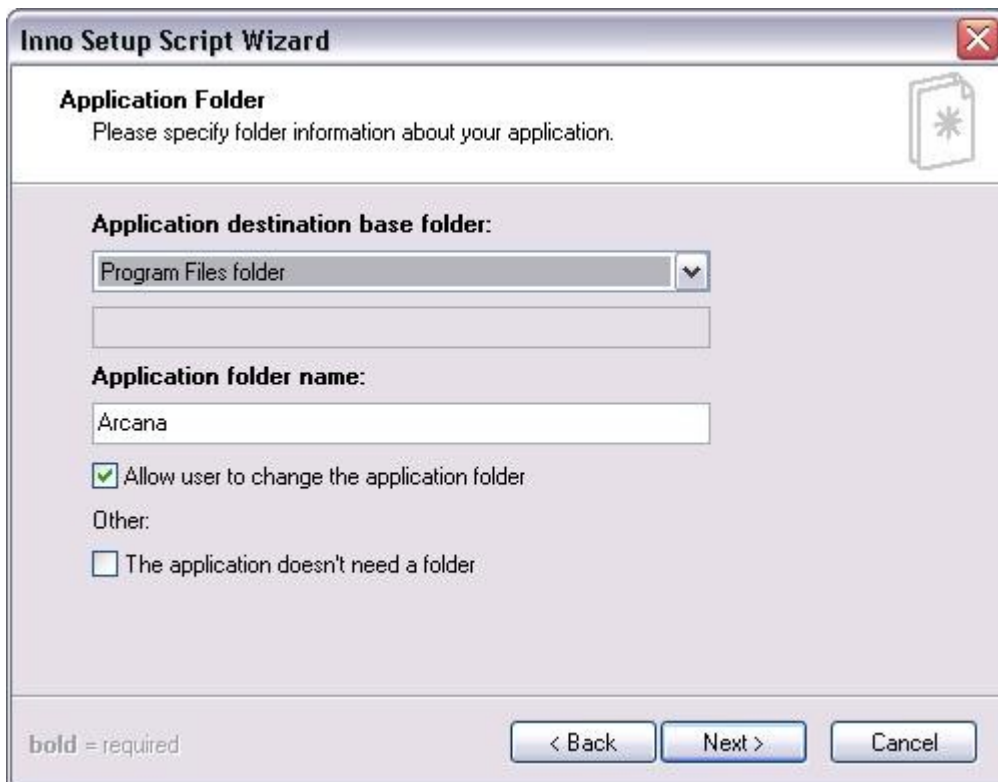 Inno Setup Script Wizard
Application Folder
Please specify folder information about your application.
Application destination base folder:
Program Files folder
Application folder name:
Arcana
Allow user to change the application folder
Other:
The application doesn't need a folder
bold = required
< Back
Next >
Cancel